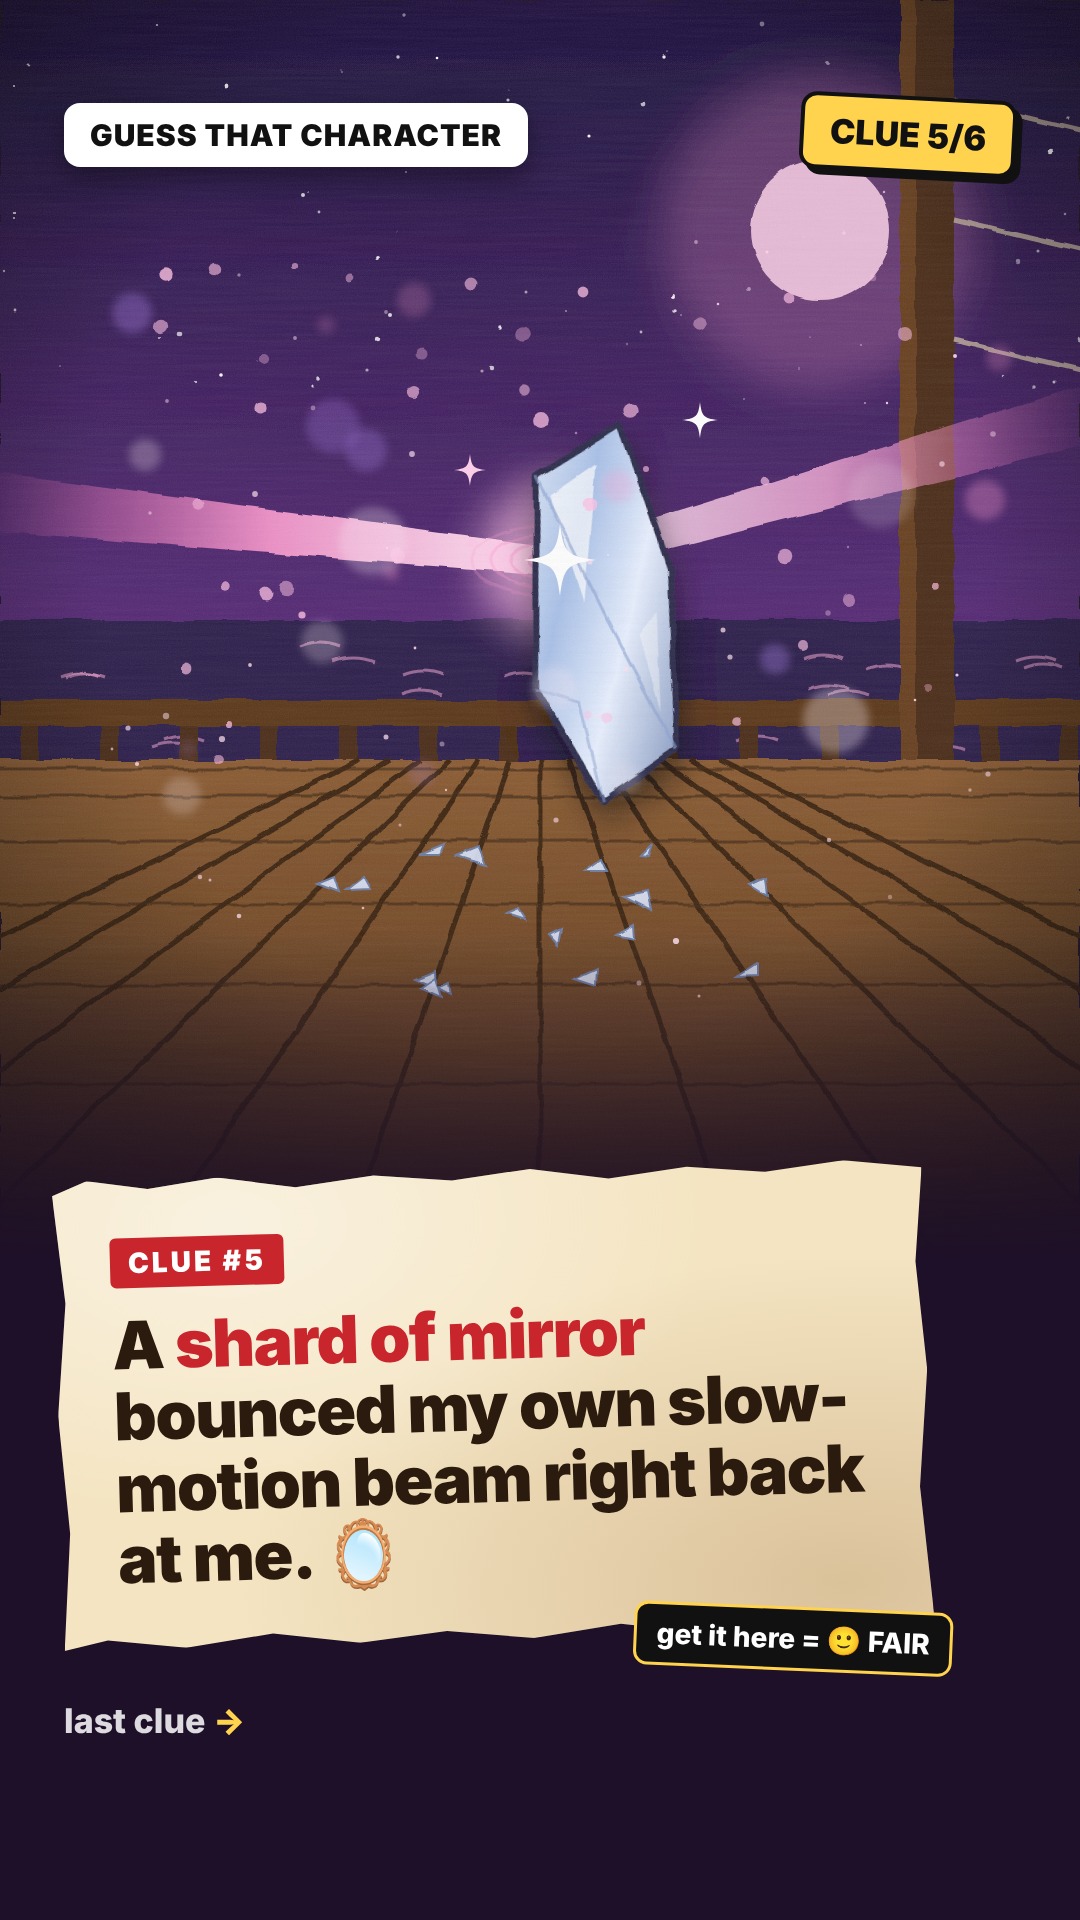 GUESS THAT CHARACTER
CLUE 5/6
CLUE #5
A shard of mirror
bounced my own slow-
motion beam right back
at me. 🪞
get it here = 🙂 FAIR
last clue →